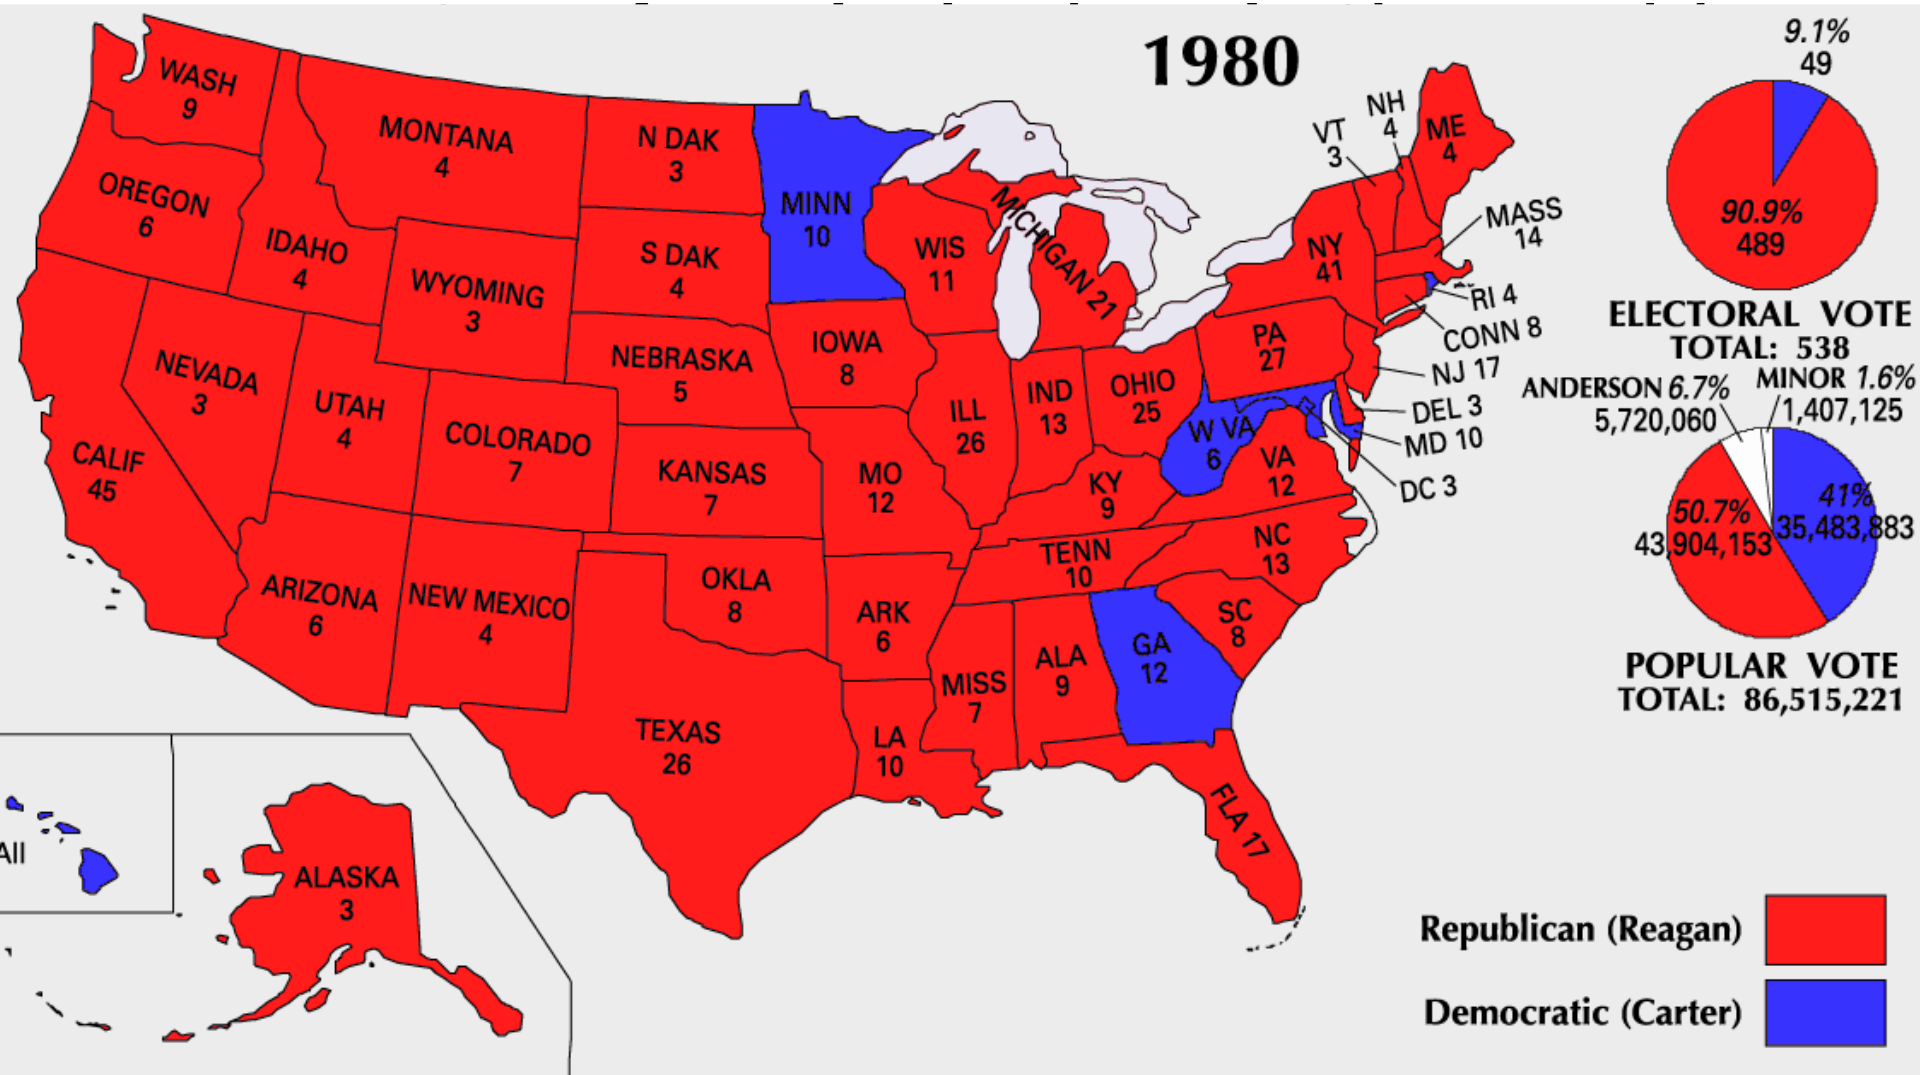 1980
WASH
9
MONTANA
4
N DAK
3
MINN
10
OREGON
6
IDAHO
4
WYOMING
3
S DAK
4
WIS
11
MICHIGAN 21
NY
41
VT
3
NH
4
ME
4
MASS
14
RI 4
CONN 8
NJ 17
DEL 3
MD 10
DC 3
NEVADA
3
UTAH
4
COLORADO
7
NEBRASKA
5
IOWA
8
ILL
26
IND
13
OHIO
25
PA
27
W VA
6
VA
12
CALIF
45
KANSAS
7
MO
12
KY
9
ARIZONA
6
NEW MEXICO
4
OKLA
8
ARK
6
TENN
10
NC
13
SC
8
TEXAS
26
LA
10
MISS
7
ALA
9
GA
12
FLA 17
ALASKA
3
AII
9.1%
49
90.9%
489
ELECTORAL VOTE
TOTAL: 538
ANDERSON 6.7%
5,720,060
MINOR 1.6%
1,407,125
50.7%
43,904,153
41%
35,483,883
POPULAR VOTE
TOTAL: 86,515,221
Republican (Reagan)
Democratic (Carter)